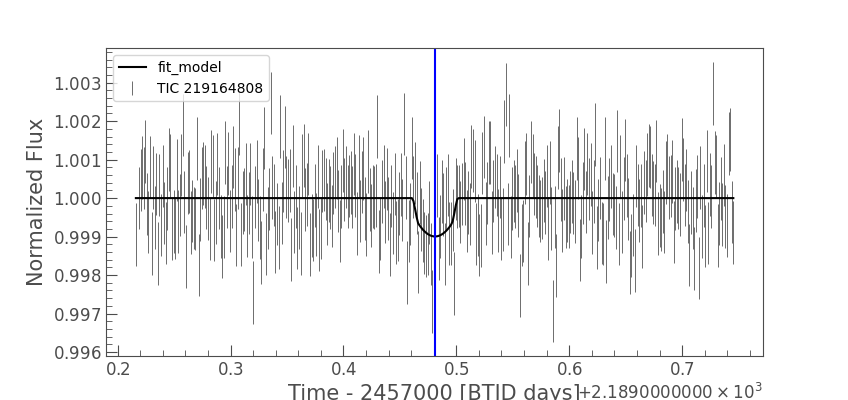 fit_model
TIC 219164808
Normalized Flux
1.003
1.002
1.001
1.000
0.999
0.998
0.997
0.996
0.2 0.3 0.4 0.5 0.6 0.7
Time - 2457000 [BTJD days]
+2.1890000000 × 10³